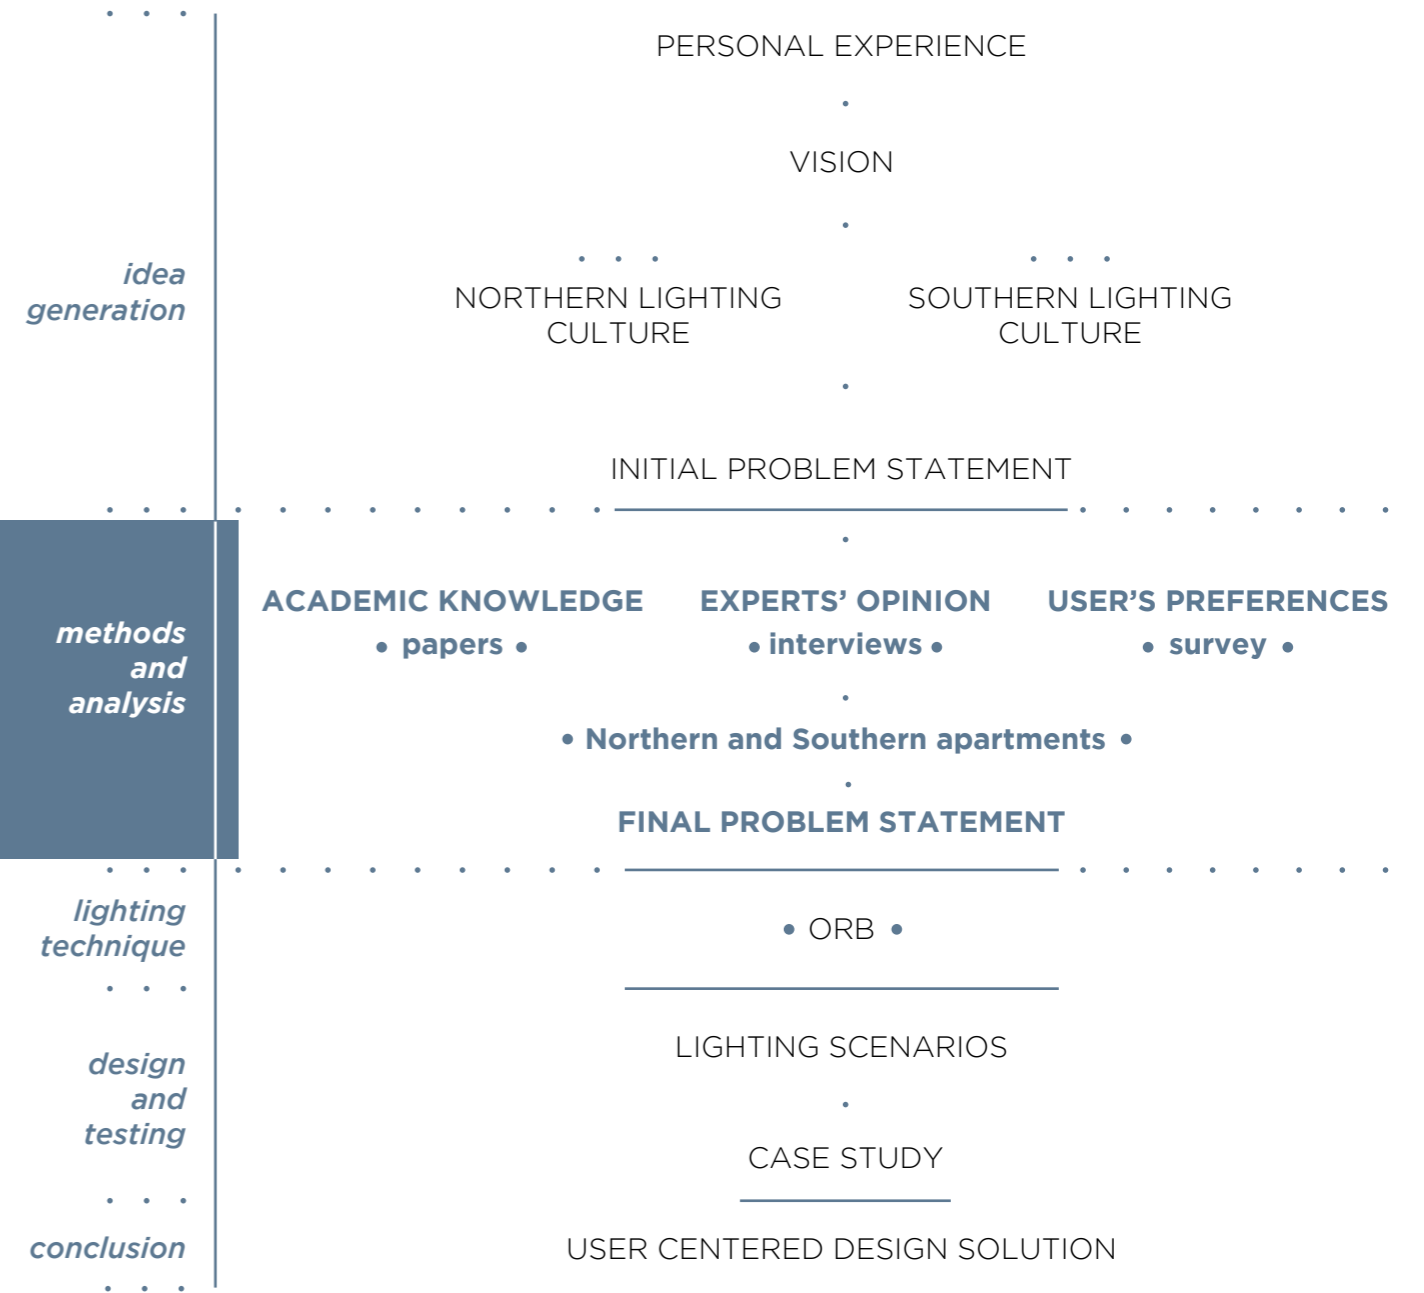 PERSONAL EXPERIENCE
VISION
idea
generation
NORTHERN LIGHTING
CULTURE
SOUTHERN LIGHTING
CULTURE
INITIAL PROBLEM STATEMENT
methods
and
analysis
ACADEMIC KNOWLEDGE
• papers •
EXPERTS’ OPINION
• interviews •
USER’S PREFERENCES
• survey •
• Northern and Southern apartments •
FINAL PROBLEM STATEMENT
lighting
technique
• ORB •
design
and
testing
LIGHTING SCENARIOS
CASE STUDY
conclusion
USER CENTERED DESIGN SOLUTION